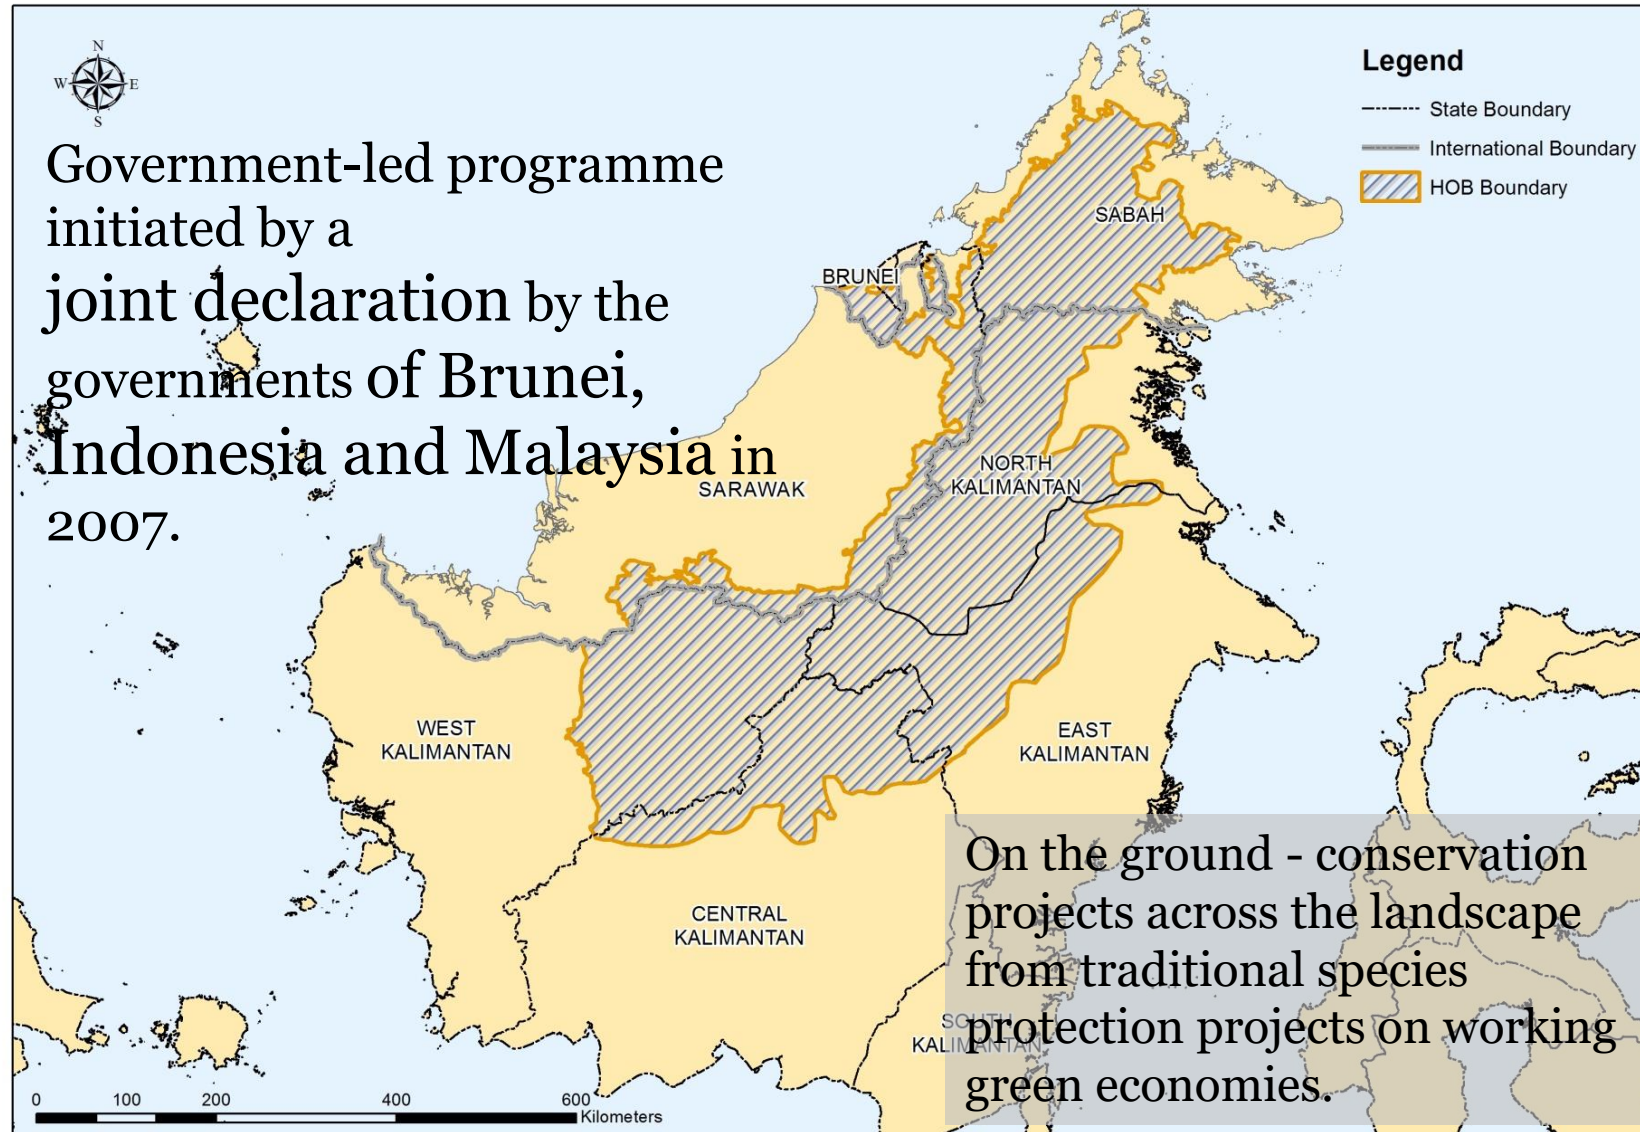 N
W E
S
Government-led programme
initiated by a
joint declaration by the
governments of Brunei,
Indonesia and Malaysia in
2007.
Legend
State Boundary
International Boundary
HOB Boundary
SABAH
BRUNEI
NORTH
KALIMANTAN
SARAWAK
WEST
KALIMANTAN
EAST
KALIMANTAN
CENTRAL
KALIMANTAN
SOUTH
KALIMANTAN
On the ground - conservation
projects across the landscape
from traditional species
protection projects on working
green economies.
0 100 200 400 600
Kilometers